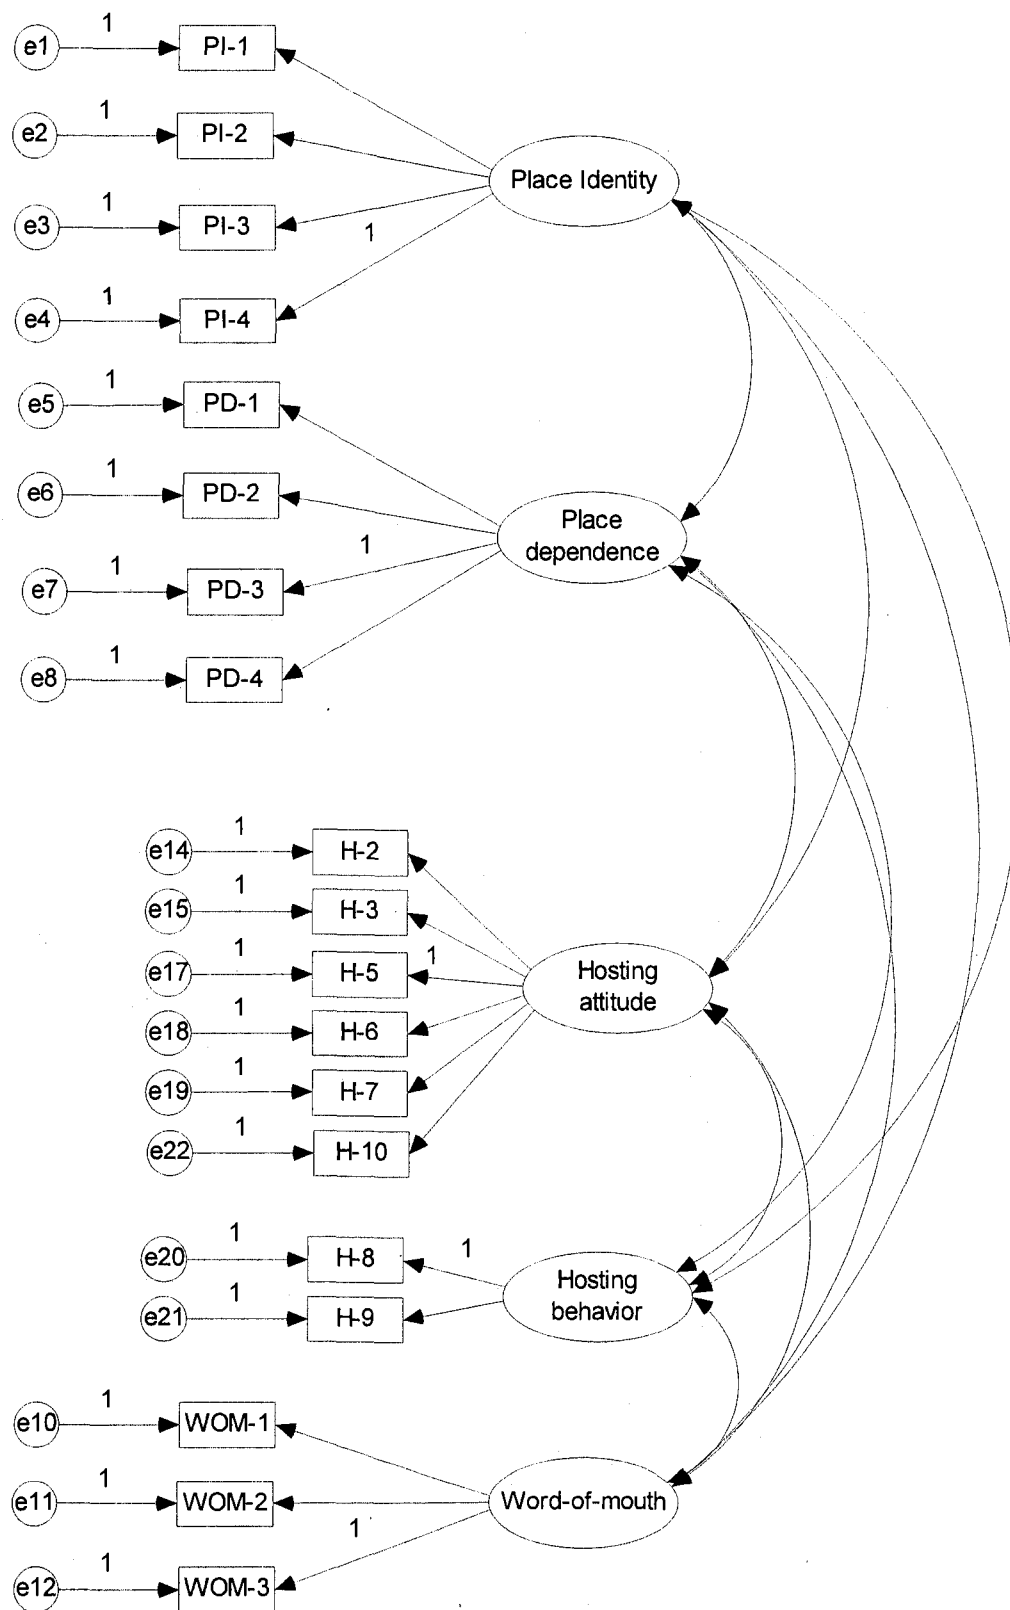 1
e1 PI-1
1
e2 PI-2
Place Identity
1
e3 PI-3
1
1
e4 PI-4
1
e5 PD-1
1
e6 PD-2
Place
dependence
1
1
e7 PD-3
1
e8 PD-4
1
e14 H-2
1
e15 H-3
1
e17 H-5
1
Hosting
attitude
1
e18 H-6
1
e19 H-7
1
e22 H-10
1
e20 H-8
1
Hosting
behavior
1
e21 H-9
1
e10 WOM-1
1
e11 WOM-2
Word-of-mouth
1
1
e12 WOM-3